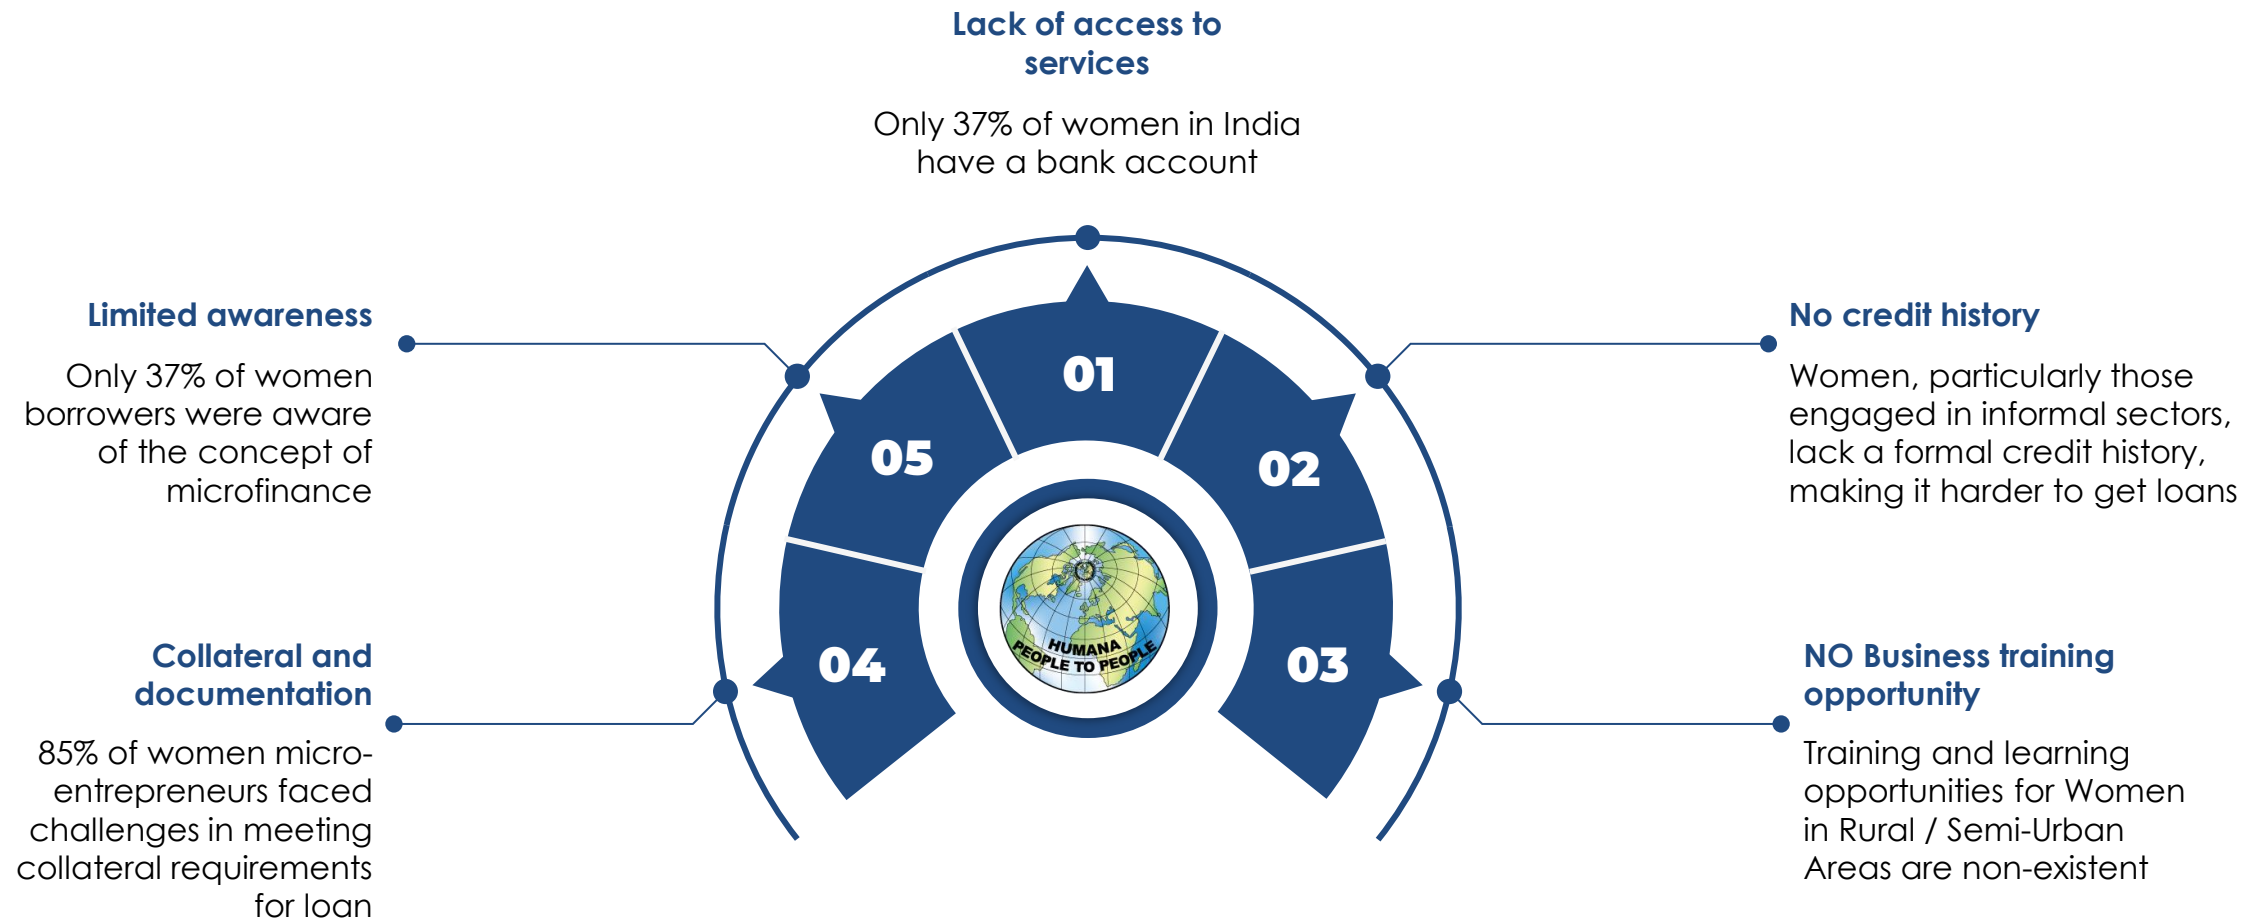 Lack of access to
services
Only 37% of women in India
have a bank account
01
No credit history
Women, particularly those
engaged in informal sectors,
lack a formal credit history,
making it harder to get loans
02
NO Business training
opportunity
Training and learning
opportunities for Women
in Rural / Semi-Urban
Areas are non-existent
03
Collateral and
documentation
85% of women micro-
entrepreneurs faced
challenges in meeting
collateral requirements
for loan
04
Limited awareness
Only 37% of women
borrowers were aware
of the concept of
microfinance
05
HUMANA
PEOPLE TO PEOPLE